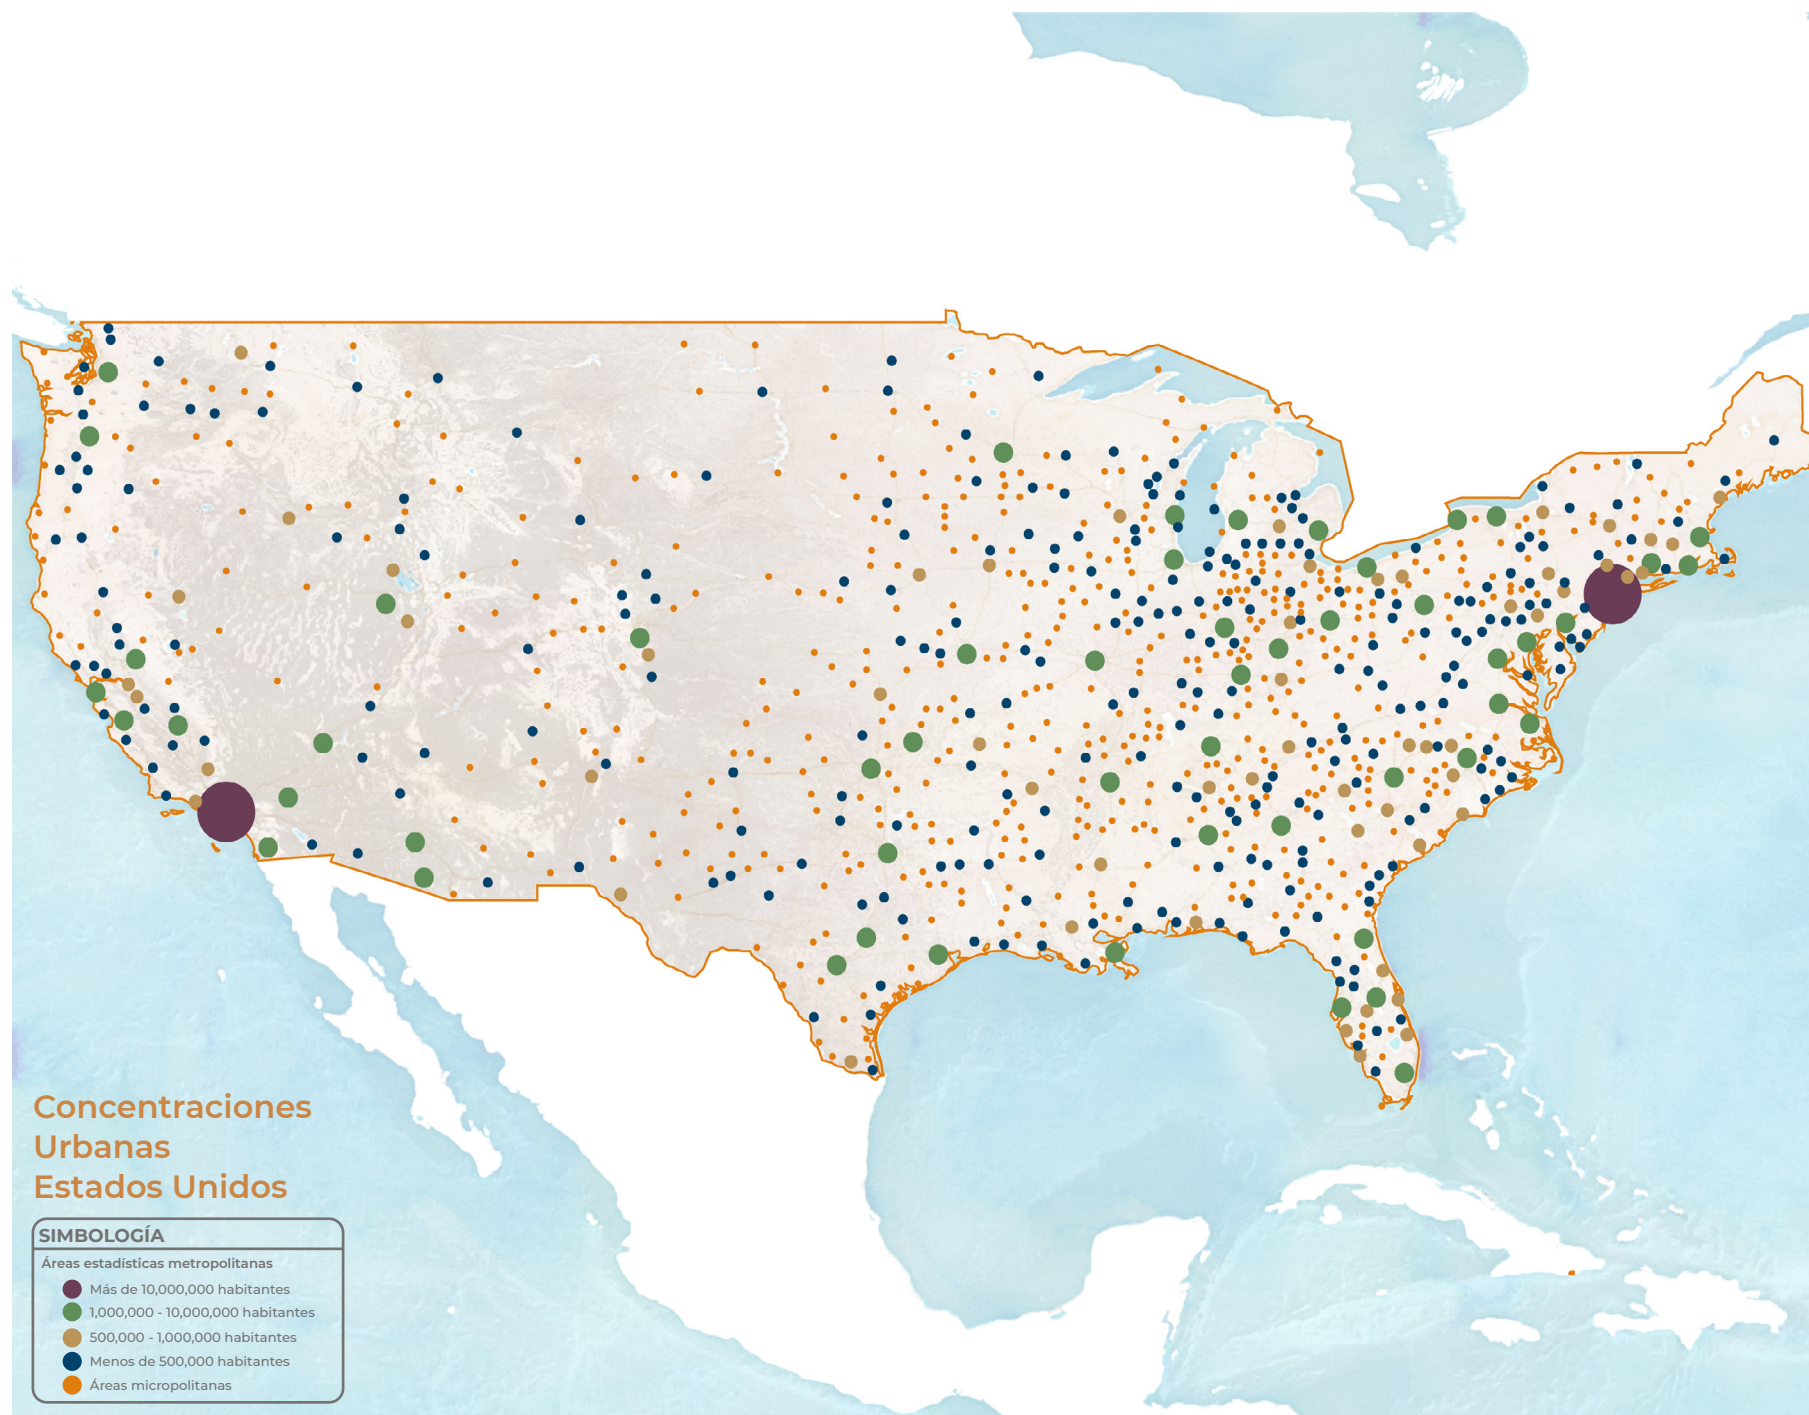 Concentraciones
Urbanas
Estados Unidos
SIMBOLOGÍA
Áreas estadísticas metropolitanas
Más de 10,000,000 habitantes
1,000,000 - 10,000,000 habitantes
500,000 - 1,000,000 habitantes
Menos de 500,000 habitantes
Áreas micropolitanas